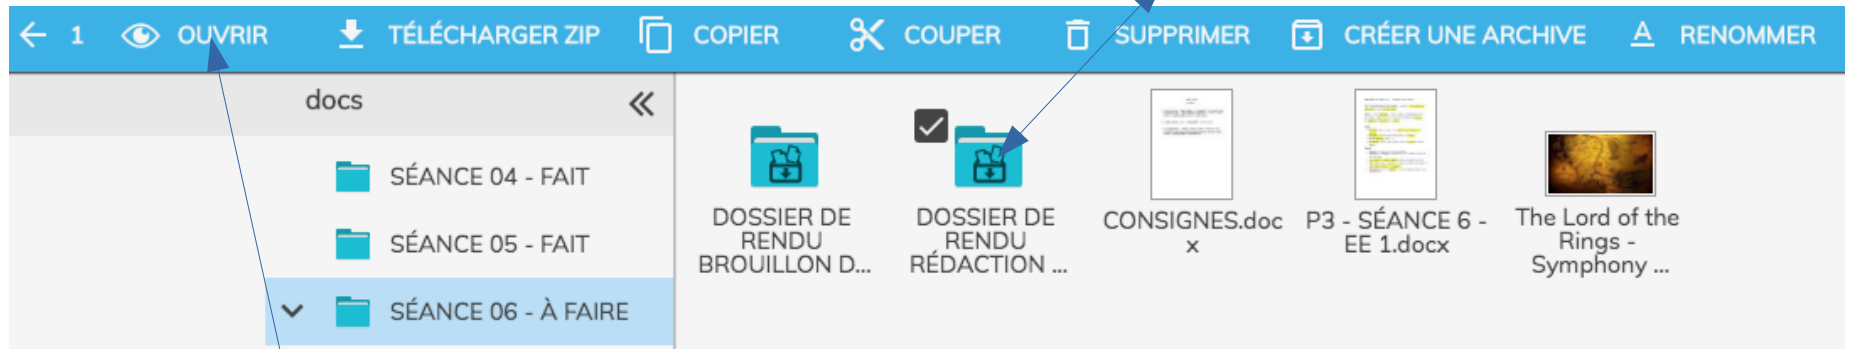 1 OUVRIR TÉLÉCHARGER ZIP COPIER COUPER SUPPRIMER CRÉER UNE ARCHIVE A RENOMMER
docs
SÉANCE 04 - FAIT
SÉANCE 05 - FAIT
SÉANCE 06 - À FAIRE
DOSSIER DE
RENDU
BROUILLON D...
DOSSIER DE
RENDU
RÉDACTION ...
CONSIGNES.doc
x
P3 - SÉANCE 6 -
EE 1.docx
The Lord of the
Rings -
Symphony ...